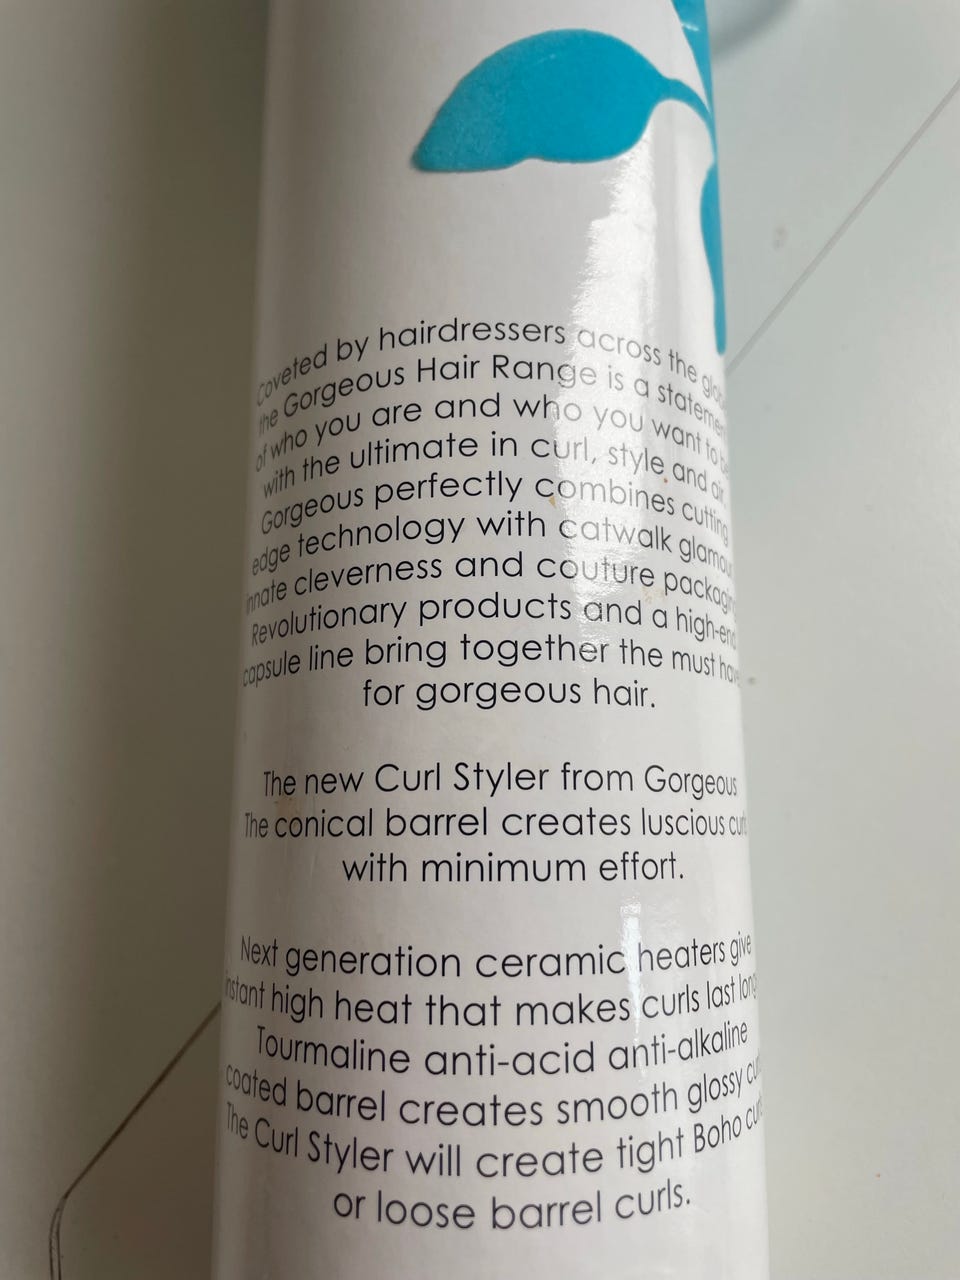 Coveted by hairdressers across the
the Gorgeous Hair Range is a
of who you are and who you want to
with the ultimate in curl, style and
Gorgeous perfectly combines cutting
edge technology with catwalk
innate cleverness and couture
Revolutionary products and a high-end
capsule line bring together the must
for gorgeous hair.
The new Curl Styler from Gorgeous
The conical barrel creates luscious
with minimum effort.
Next generation ceramic heaters give
instant high heat that makes curls last
Tourmaline anti-acid anti-alkaline
coated barrel creates smooth glossy
The Curl Styler will create tight Boho
or loose barrel curls.